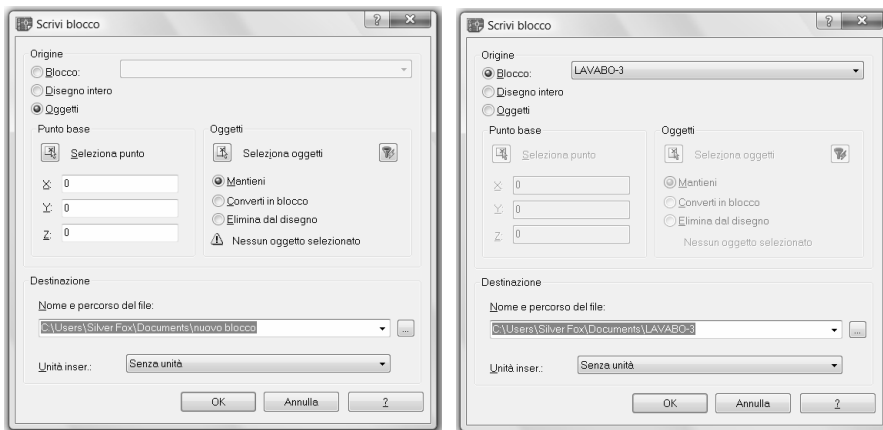 Scrivi blocco
Origine
Blocco:
Disegno intero
Oggetti
Punto base
Oggetti
Seleziona punto
Selezjona oggetti
X: 0
Mantieni
Y: 0
Converti in blocco
Elimina dal disegno
Z: 0
Nessun oggetto selezionato
Destinazione
Nome e percorso del file:
C:\Users\Silver Fox\Documents\nuovo blocco
...
Unità inser.: Senza unità
OK Annulla ?
Scrivi blocco
Origine
Blocco: LAVABO-3
Disegno intero
Oggetti
Punto base
Oggetti
Seleziona punto
Selezjona oggetti
X: 0
Mantieni
Y: 0
Converti in blocco
Elimina dal disegno
Z: 0
Nessun oggetto selezionato
Destinazione
Nome e percorso del file:
C:\Users\Silver Fox\Documents\LAVABO-3
...
Unità inser.: Senza unità
OK Annulla ?